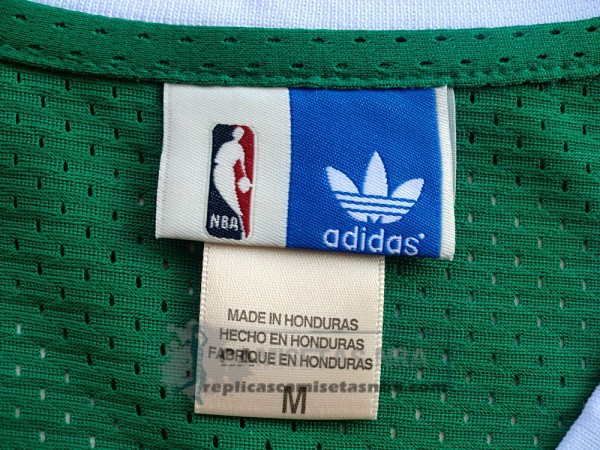 NBA
adidas
MADE IN HONDURAS
HECHO EN HONDURAS
FABRIQUE EN HONDURAS
replicascamisetasnba.com
M